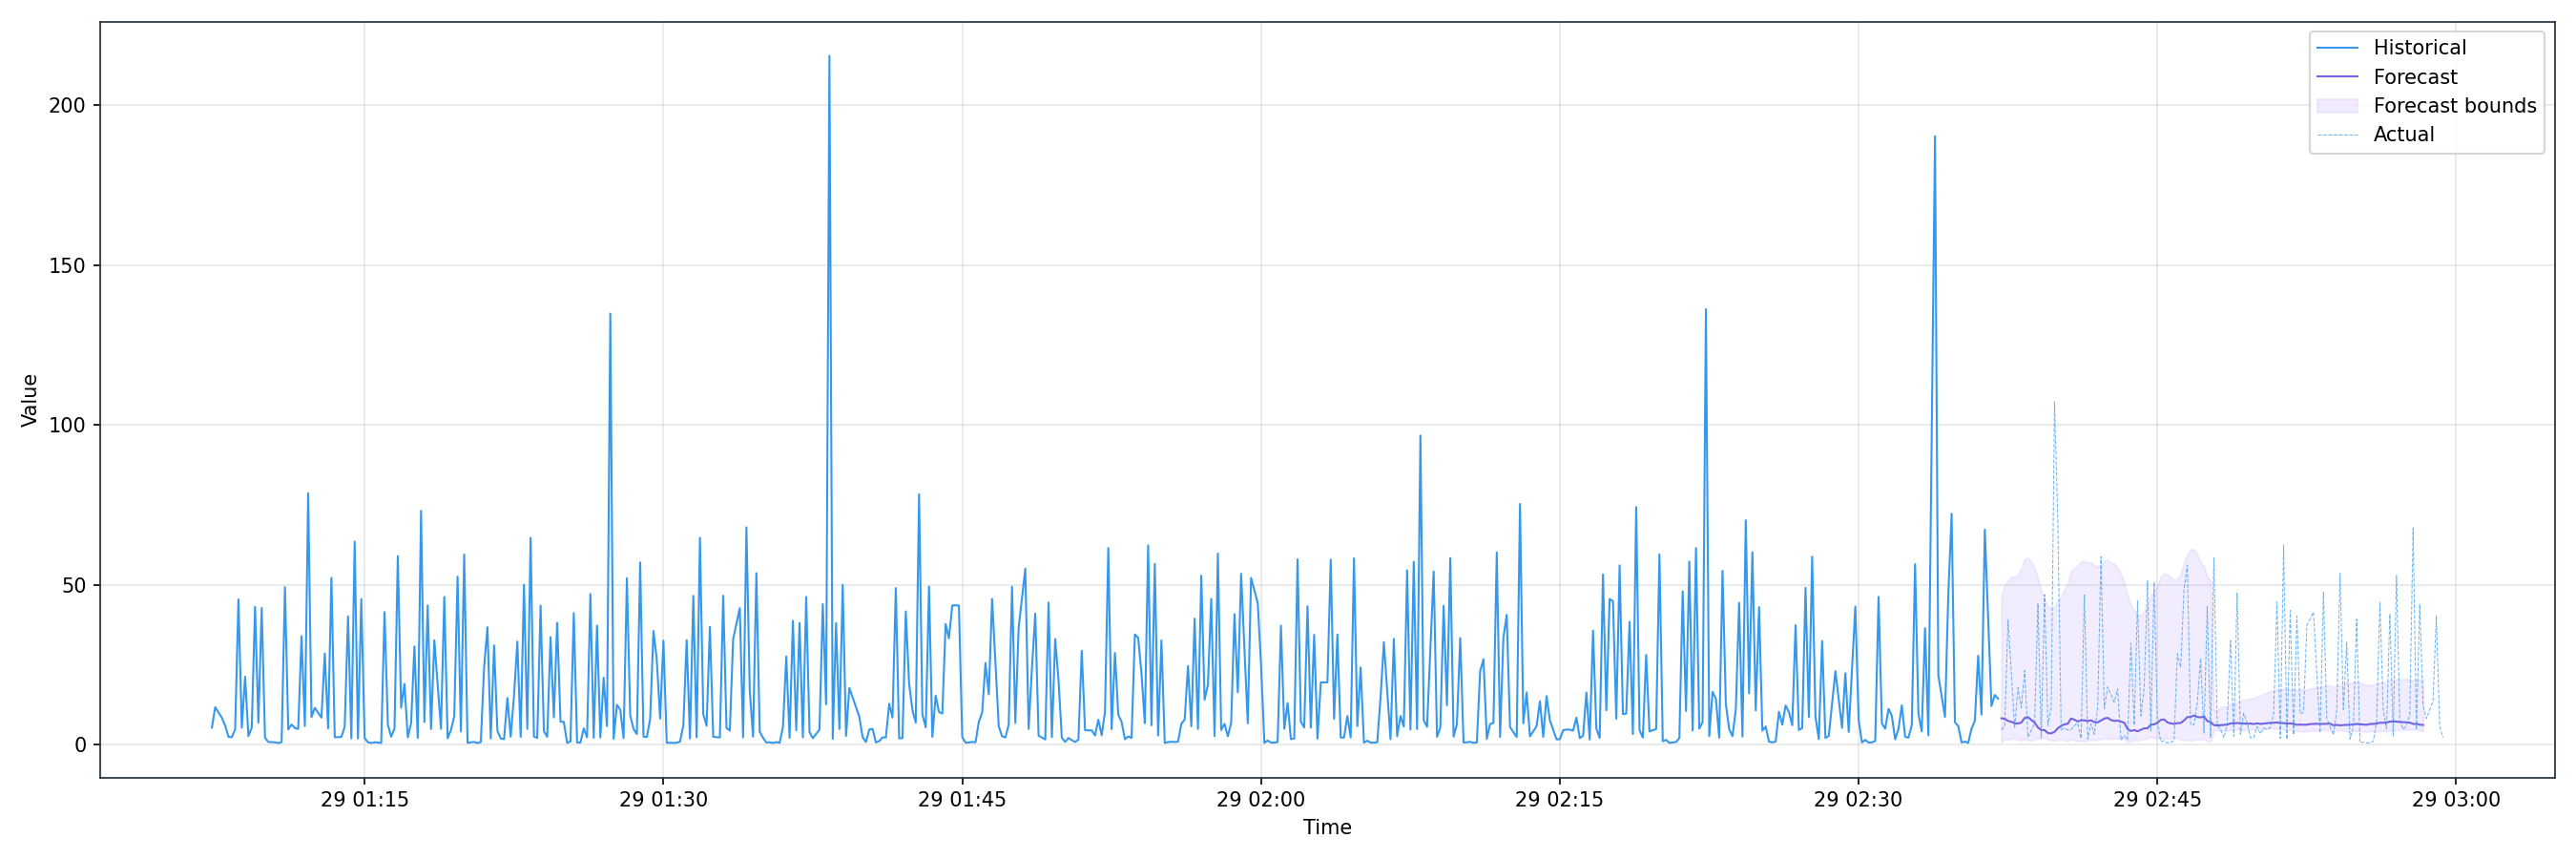 Historical
Forecast
Forecast bounds
Actual
200
150
100
50
0
Value
29 01:15
29 01:30
29 01:45
29 02:00
29 02:15
29 02:30
29 02:45
29 03:00
Time